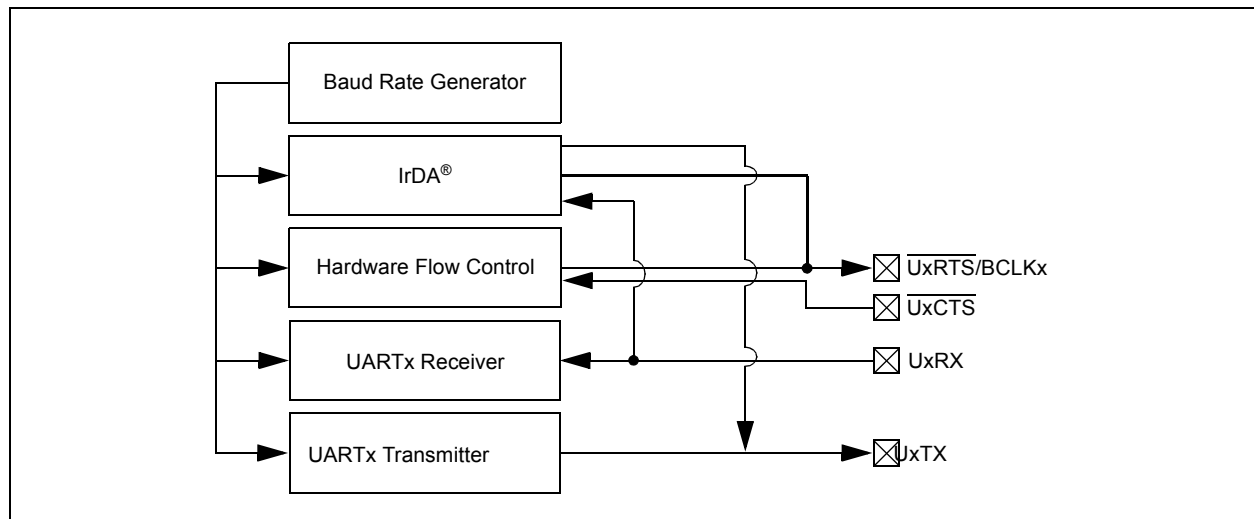 Baud Rate Generator
IrDA®
Hardware Flow Control
UxRTS/BCLKx
UxCTS
UARTx Receiver
UxRX
UARTx Transmitter
UxTX